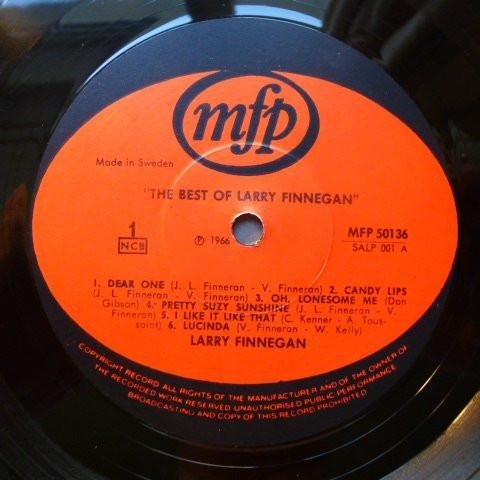 mfp
Made in Sweden
"THE BEST OF LARRY FINNEGAN"
1
NCB
℗ 1966
MFP 50136
SALP 001 A
1. DEAR ONE (J. L. Finneran - V. Finneran) 2. CANDY LIPS
(J. L. Finneran - V. Finneran) 3. OH, LONESOME ME (Don
Gibson) 4. PRETTY SUZY SUNSHINE (J. L. Finneran - V.
Finneran) 5. I LIKE IT LIKE THAT (C. Kenner - A. Tous-
saint) 6. LUCINDA (V. Finneran - W. Kelly)
LARRY FINNEGAN
COPYRIGHT RECORD ALL RIGHTS OF THE MANUFACTURER AND OF THE OWNER OF
THE RECORDED WORK RESERVED UNAUTHORISED PUBLIC PERFORMANCE
BROADCASTING AND COPY OF THIS RECORD PROHIBITED